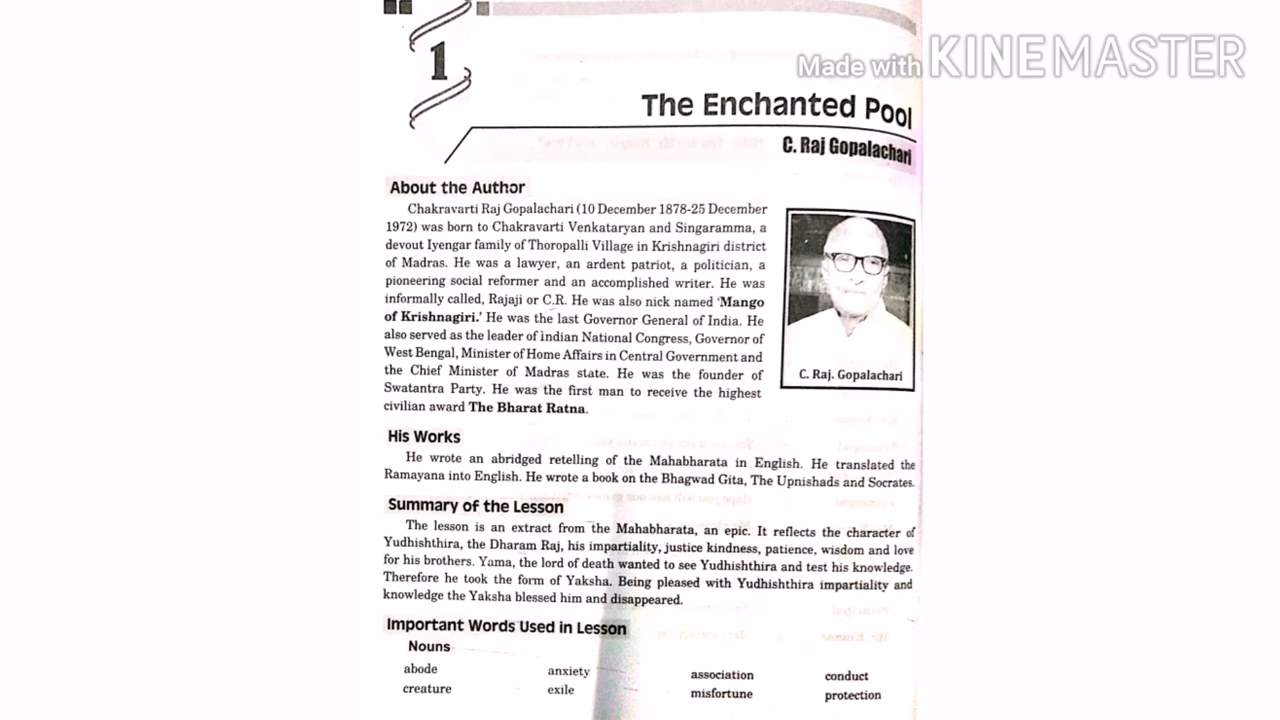 Made with KINEMASTER
1
The Enchanted Pool
C. Raj Gopalachari
About the Author
Chakravarti Raj Gopalachari (10 December 1878-25 December
1972) was born to Chakravarti Venkataryan and Singaramma, a
devout Iyengar family of Thoropalli Village in Krishnagiri district
of Madras. He was a lawyer, an ardent patriot, a politician, a
pioneering social reformer and an accomplished writer. He was
informally called, Rajaji or C.R. He was also nick named 'Mango
of Krishnagiri.' He was the last Governor General of India. He
also served as the leader of Indian National Congress, Governor of
West Bengal, Minister of Home Affairs in Central Government and
the Chief Minister of Madras state. He was the founder of
Swatantra Party. He was the first man to receive the highest
civilian award The Bharat Ratna.
C. Raj. Gopalachari
His Works
He wrote an abridged retelling of the Mahabharata in English. He translated the
Ramayana into English. He wrote a book on the Bhagwad Gita, The Upnishads and Socrates.
Summary of the Lesson
The lesson is an extract from the Mahabharata, an epic. It reflects the character of
Yudhishthira, the Dharam Raj, his impartiality, justice kindness, patience, wisdom and love
for his brothers. Yama, the lord of death wanted to see Yudhishthira and test his knowledge.
Therefore he took the form of Yaksha. Being pleased with Yudhishthira impartiality and
knowledge the Yaksha blessed him and disappeared.
Important Words Used in Lesson
Nouns
abode anxiety association conduct
creature exile misfortune protection